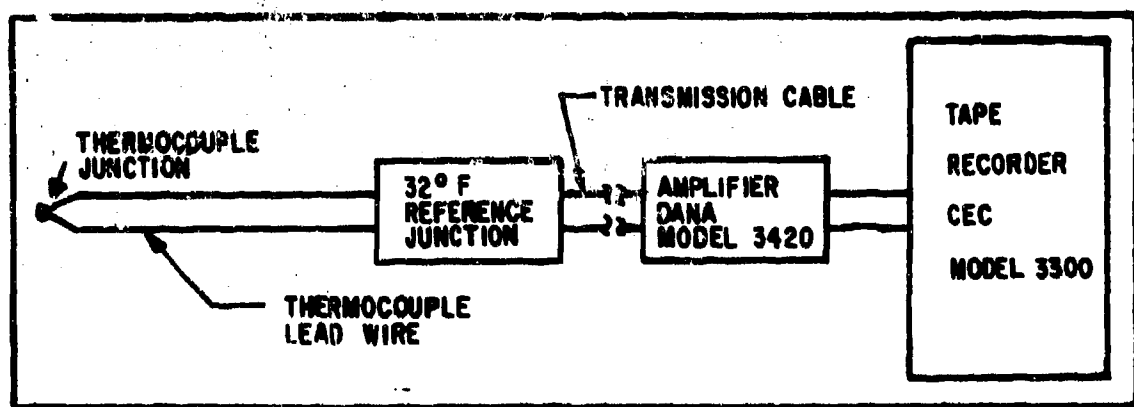 THERMOCOUPLE
JUNCTION
32° F
REFERENCE
JUNCTION
TRANSMISSION CABLE
AMPLIFIER
DANA
MODEL 3420
TAPE
RECORDER
CEC
MODEL 3300
THERMOCOUPLE
LEAD WIRE